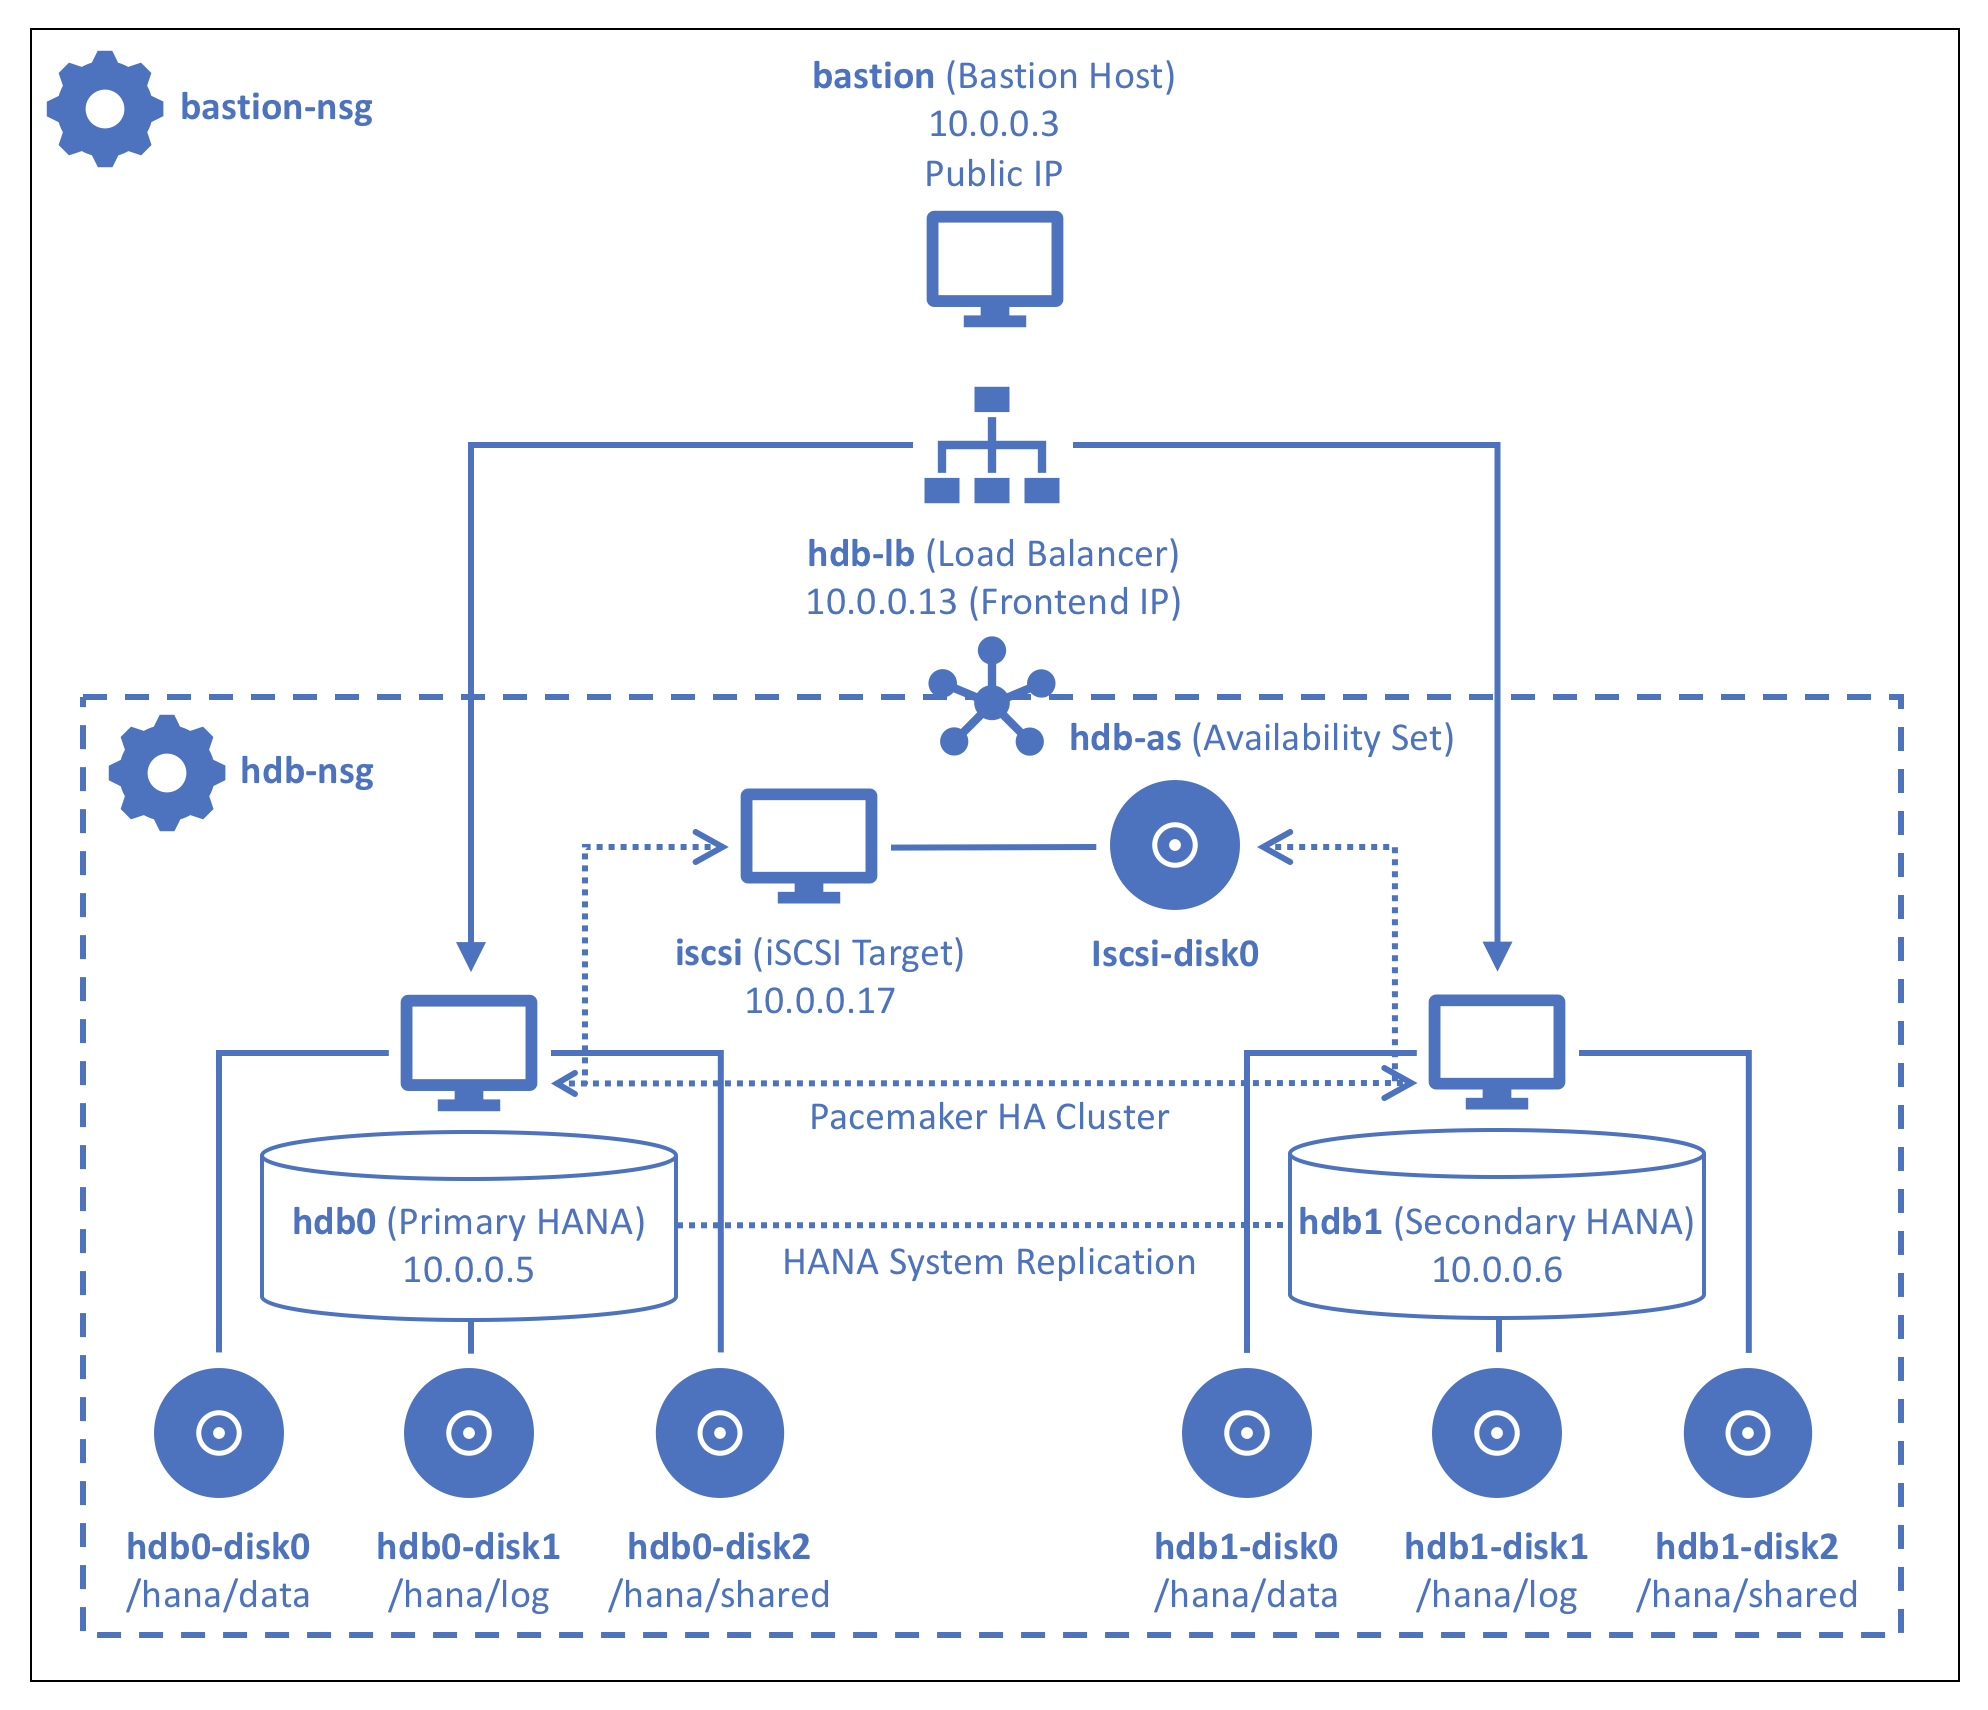 bastion-nsg
bastion (Bastion Host)
10.0.0.3
Public IP
hdb-lb (Load Balancer)
10.0.0.13 (Frontend IP)
hdb-nsg
hdb-as (Availability Set)
iscsi (iSCSI Target)
10.0.0.17
Iscsi-disk0
Pacemaker HA Cluster
hdb0 (Primary HANA)
10.0.0.5
HANA System Replication
hdb1 (Secondary HANA)
10.0.0.6
hdb0-disk0
/hana/data
hdb0-disk1
/hana/log
hdb0-disk2
/hana/shared
hdb1-disk0
/hana/data
hdb1-disk1
/hana/log
hdb1-disk2
/hana/shared